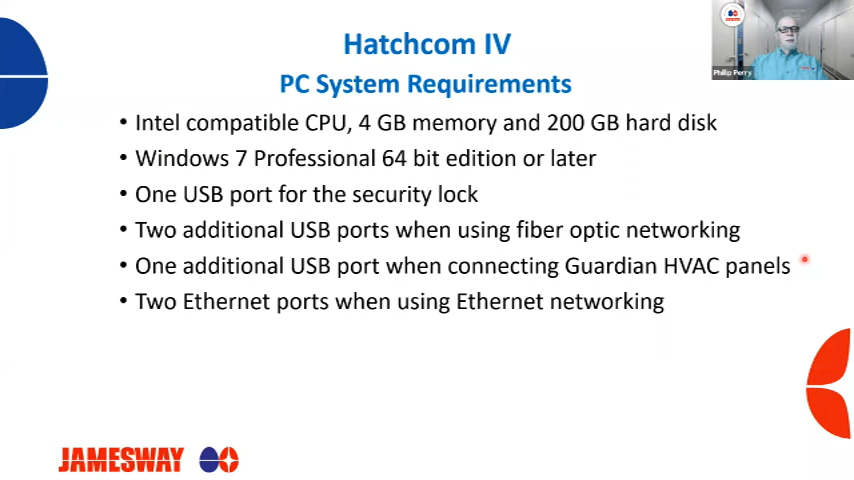 Hatchcom IV
PC System Requirements
• Intel compatible CPU, 4 GB memory and 200 GB hard disk
• Windows 7 Professional 64 bit edition or later
• One USB port for the security lock
• Two additional USB ports when using fiber optic networking
• One additional USB port when connecting Guardian HVAC panels
• Two Ethernet ports when using Ethernet networking
Phillip Perry
JAMESWAY